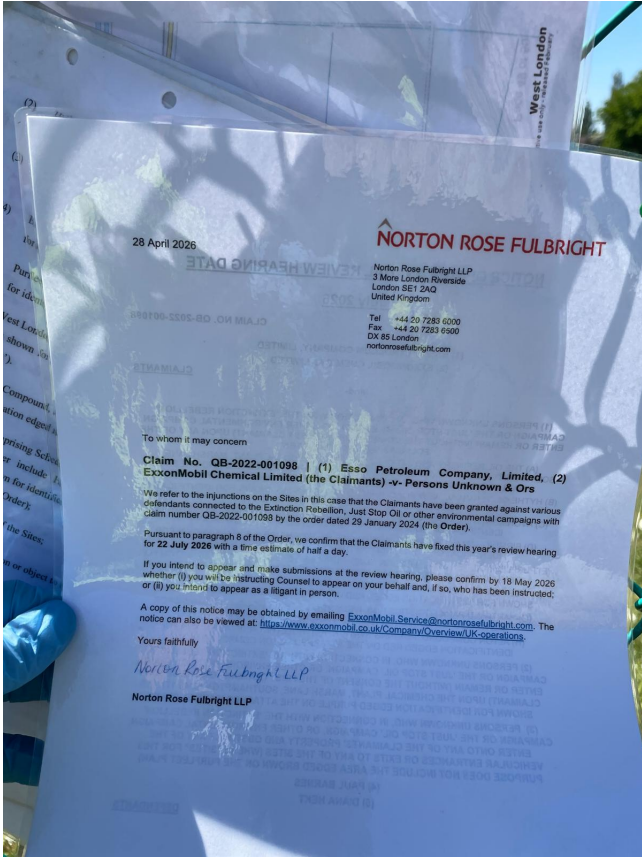 West London
28 April 2026
NORTON ROSE FULBRIGHT
Norton Rose Fulbright LLP
3 More London Riverside
London SE1 2AQ
United Kingdom
Tel +44 20 7283 6000
Fax +44 20 7283 6500
DX 85 London
nortonrosefulbright.com
To whom it may concern
Claim No. QB-2022-001098 | (1) Esso Petroleum Company, Limited, (2)
ExxonMobil Chemical Limited (the Claimants) -v- Persons Unknown & Ors
We refer to the injunctions on the Sites in this case that the Claimants have been granted against various
defendants connected to the Extinction Rebellion, Just Stop Oil or other environmental campaigns with
claim number QB-2022-001098 by the order dated 29 January 2024 (the Order).
Pursuant to paragraph 8 of the Order, we confirm that the Claimants have fixed this year's review hearing
for 22 July 2026 with a time estimate of half a day.
If you intend to appear and make submissions at the review hearing, please confirm by 18 May 2026
whether (i) you will be instructing Counsel to appear on your behalf and, if so, who has been instructed;
or (ii) you intend to appear as a litigant in person.
A copy of this notice may be obtained by emailing ExxonMobil.Service@nortonrosefulbright.com. The
notice can also be viewed at: https://www.exxonmobil.co.uk/Company/Overview/UK-operations.
Yours faithfully
Norton Rose Fulbright LLP
Norton Rose Fulbright LLP